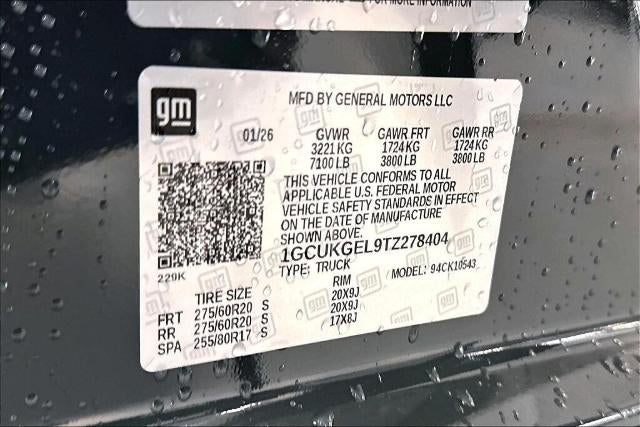 gm
MFD BY GENERAL MOTORS LLC
01/26 GVWR GAWR FRT GAWR RR
3221 KG 1724 KG 1724 KG
7100 LB 3800 LB 3800 LB
THIS VEHICLE CONFORMS TO ALL
APPLICABLE U.S. FEDERAL MOTOR
VEHICLE SAFETY STANDARDS IN EFFECT
ON THE DATE OF MANUFACTURE
SHOWN ABOVE.
1GCUKGEL9TZ278404
229K TYPE: TRUCK MODEL: 94CK10543
TIRE SIZE RIM
FRT 275/60R20 S 20X9J
RR 275/60R20 S 20X9J
SPA 255/80R17 S 17X8J